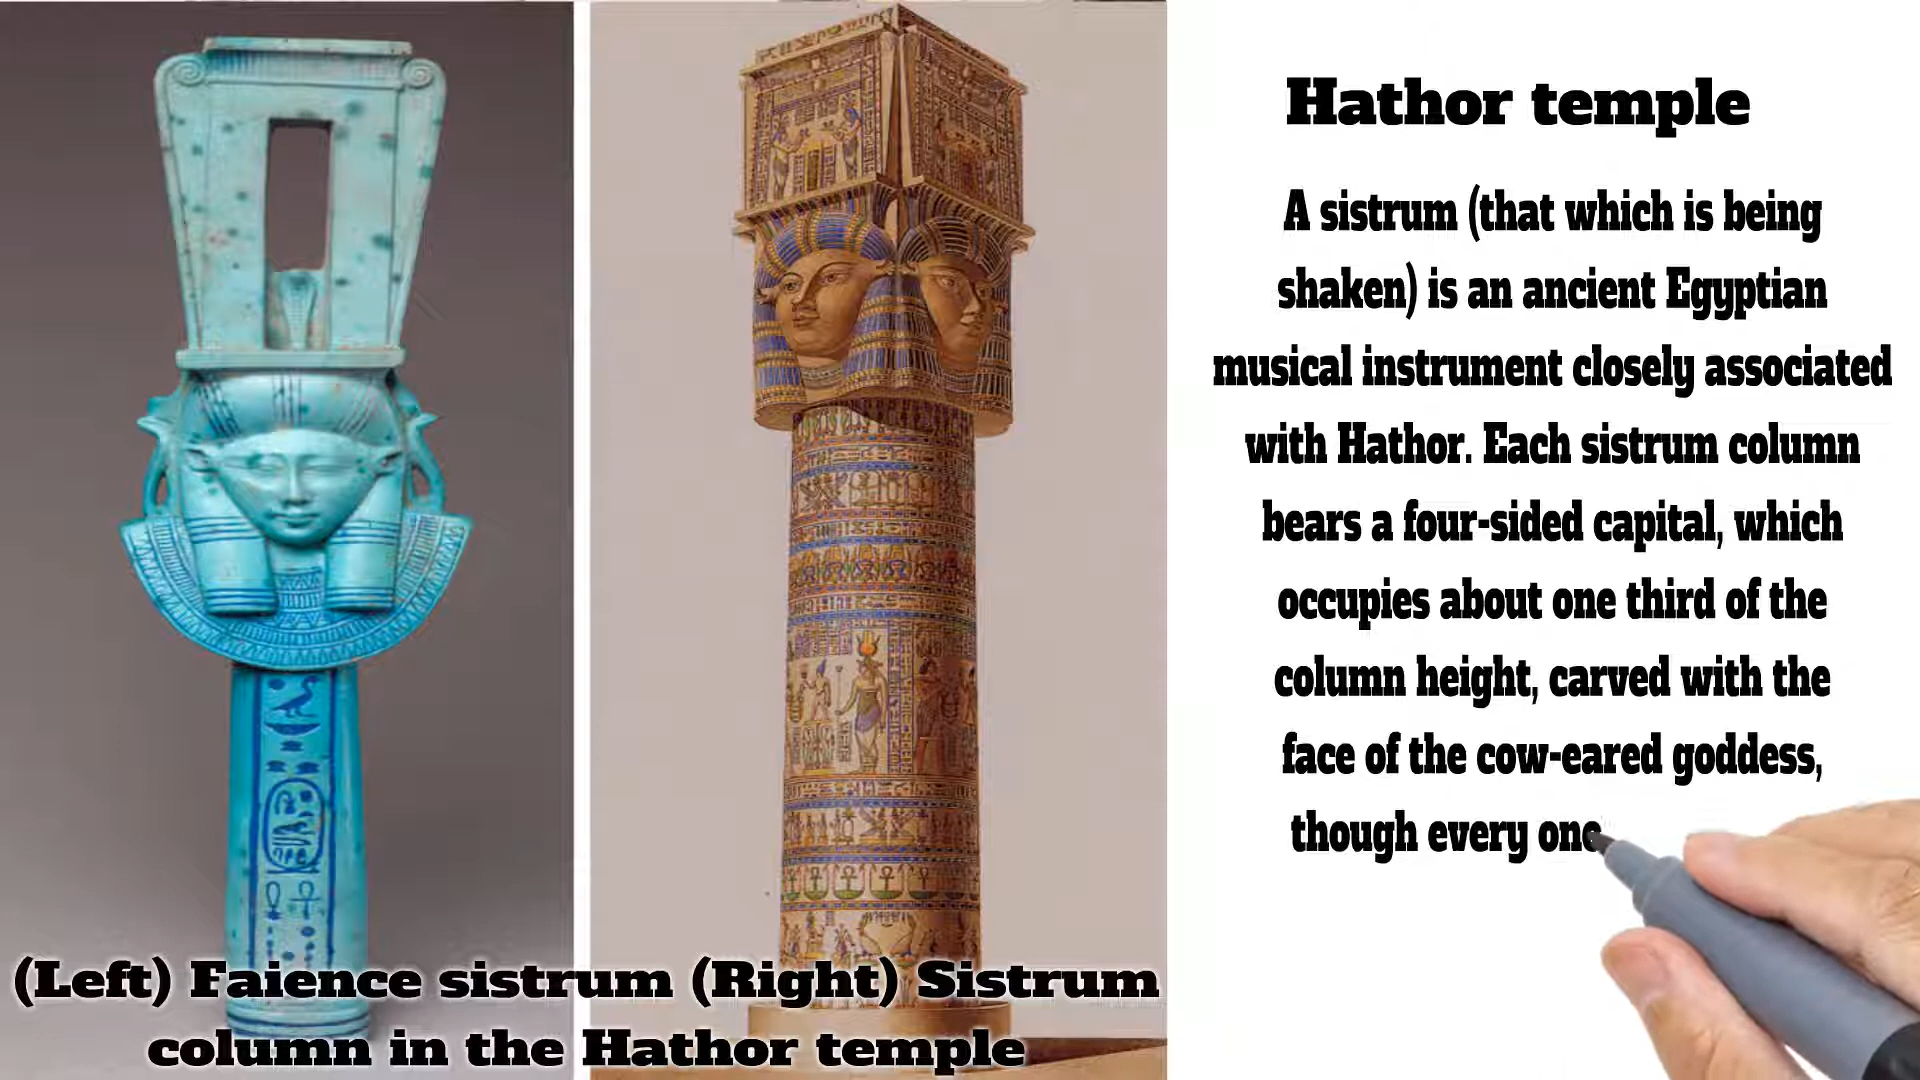 Hathor temple
A sistrum (that which is being
shaken) is an ancient Egyptian
musical instrument closely associated
with Hathor. Each sistrum column
bears a four-sided capital, which
occupies about one third of the
column height, carved with the
face of the cow-eared goddess,
though every one
(Left) Faience sistrum (Right) Sistrum
column in the Hathor temple